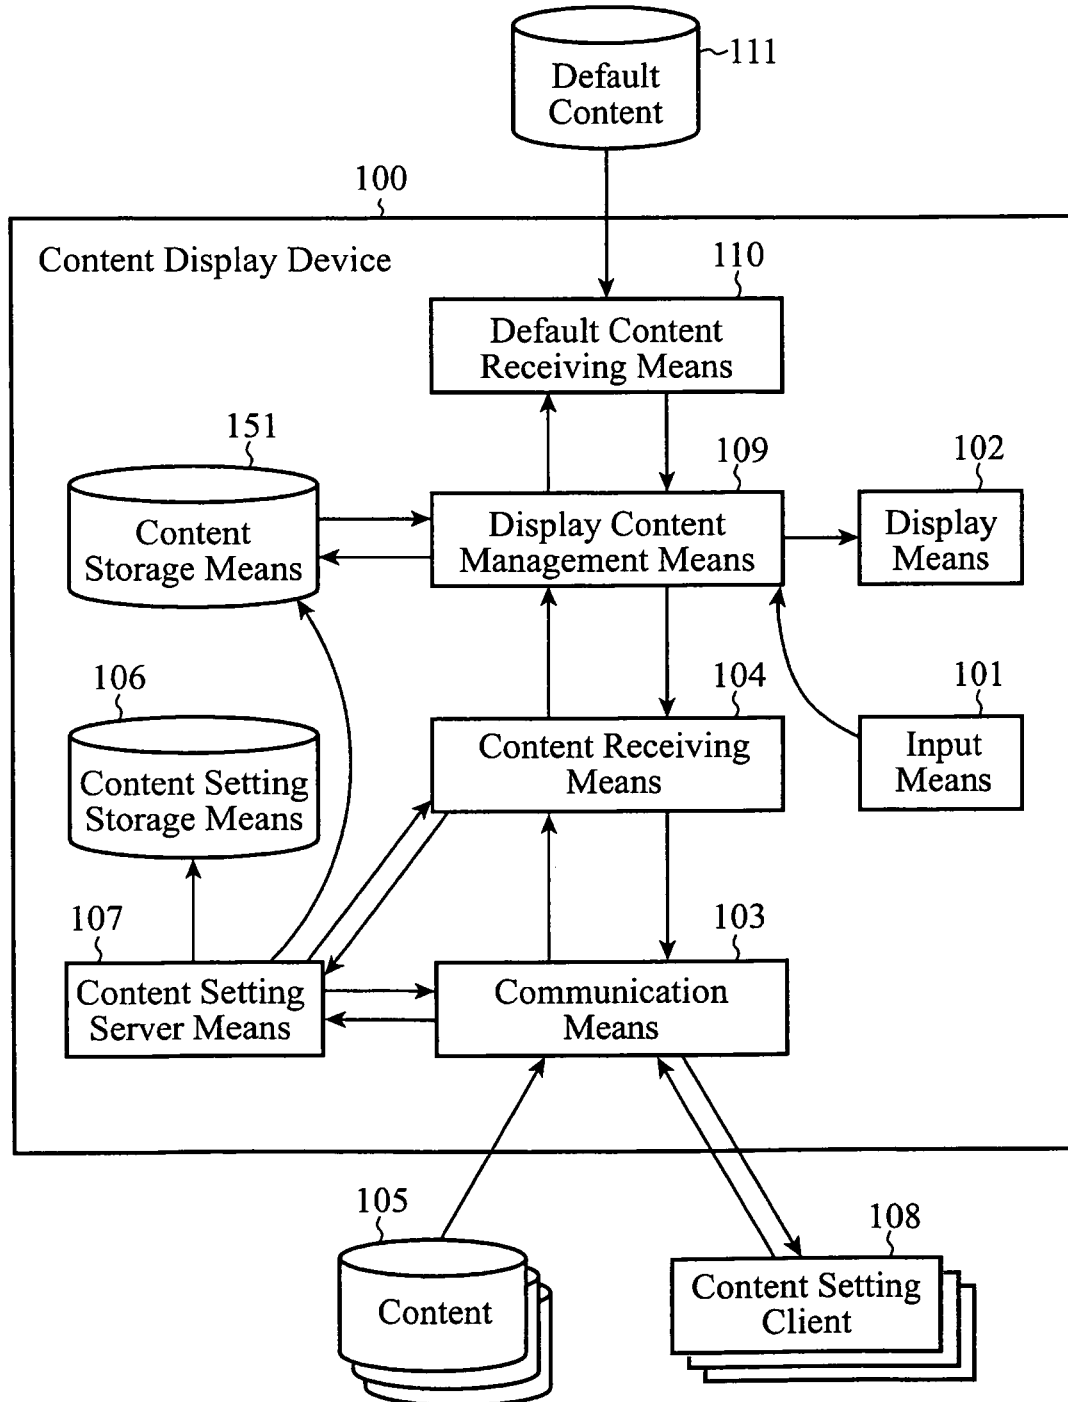 111
Default
Content
100
Content Display Device
110
Default Content
Receiving Means
151
Content
Storage Means
109
Display Content
Management Means
102
Display
Means
106
Content Setting
Storage Means
104
Content Receiving
Means
101
Input
Means
107
Content Setting
Server Means
103
Communication
Means
105
Content
108
Content Setting
Client